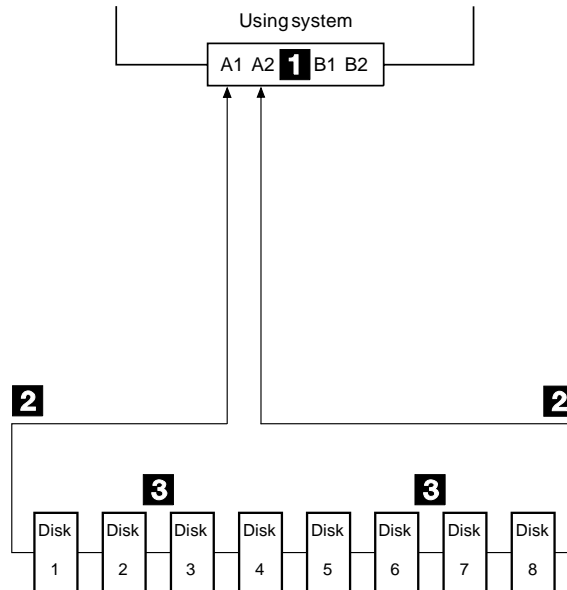 Using system
A1 A2 1 B1 B2
2 2
3 3
Disk Disk Disk Disk Disk Disk Disk Disk
1 2 3 4 5 6 7 8